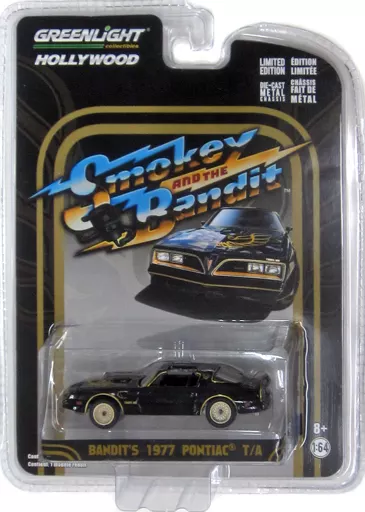 GREENLIGHT
collectibles
HOLLYWOOD
LIMITED EDITION
ÉDITION LIMITÉE
DIE-CAST METAL CHASSIS
CHÂSSIS FAIT DE MÉTAL
Smokey
AND THE
Bandit
BANDIT'S 1977 PONTIAC® T/A
8+
1:64